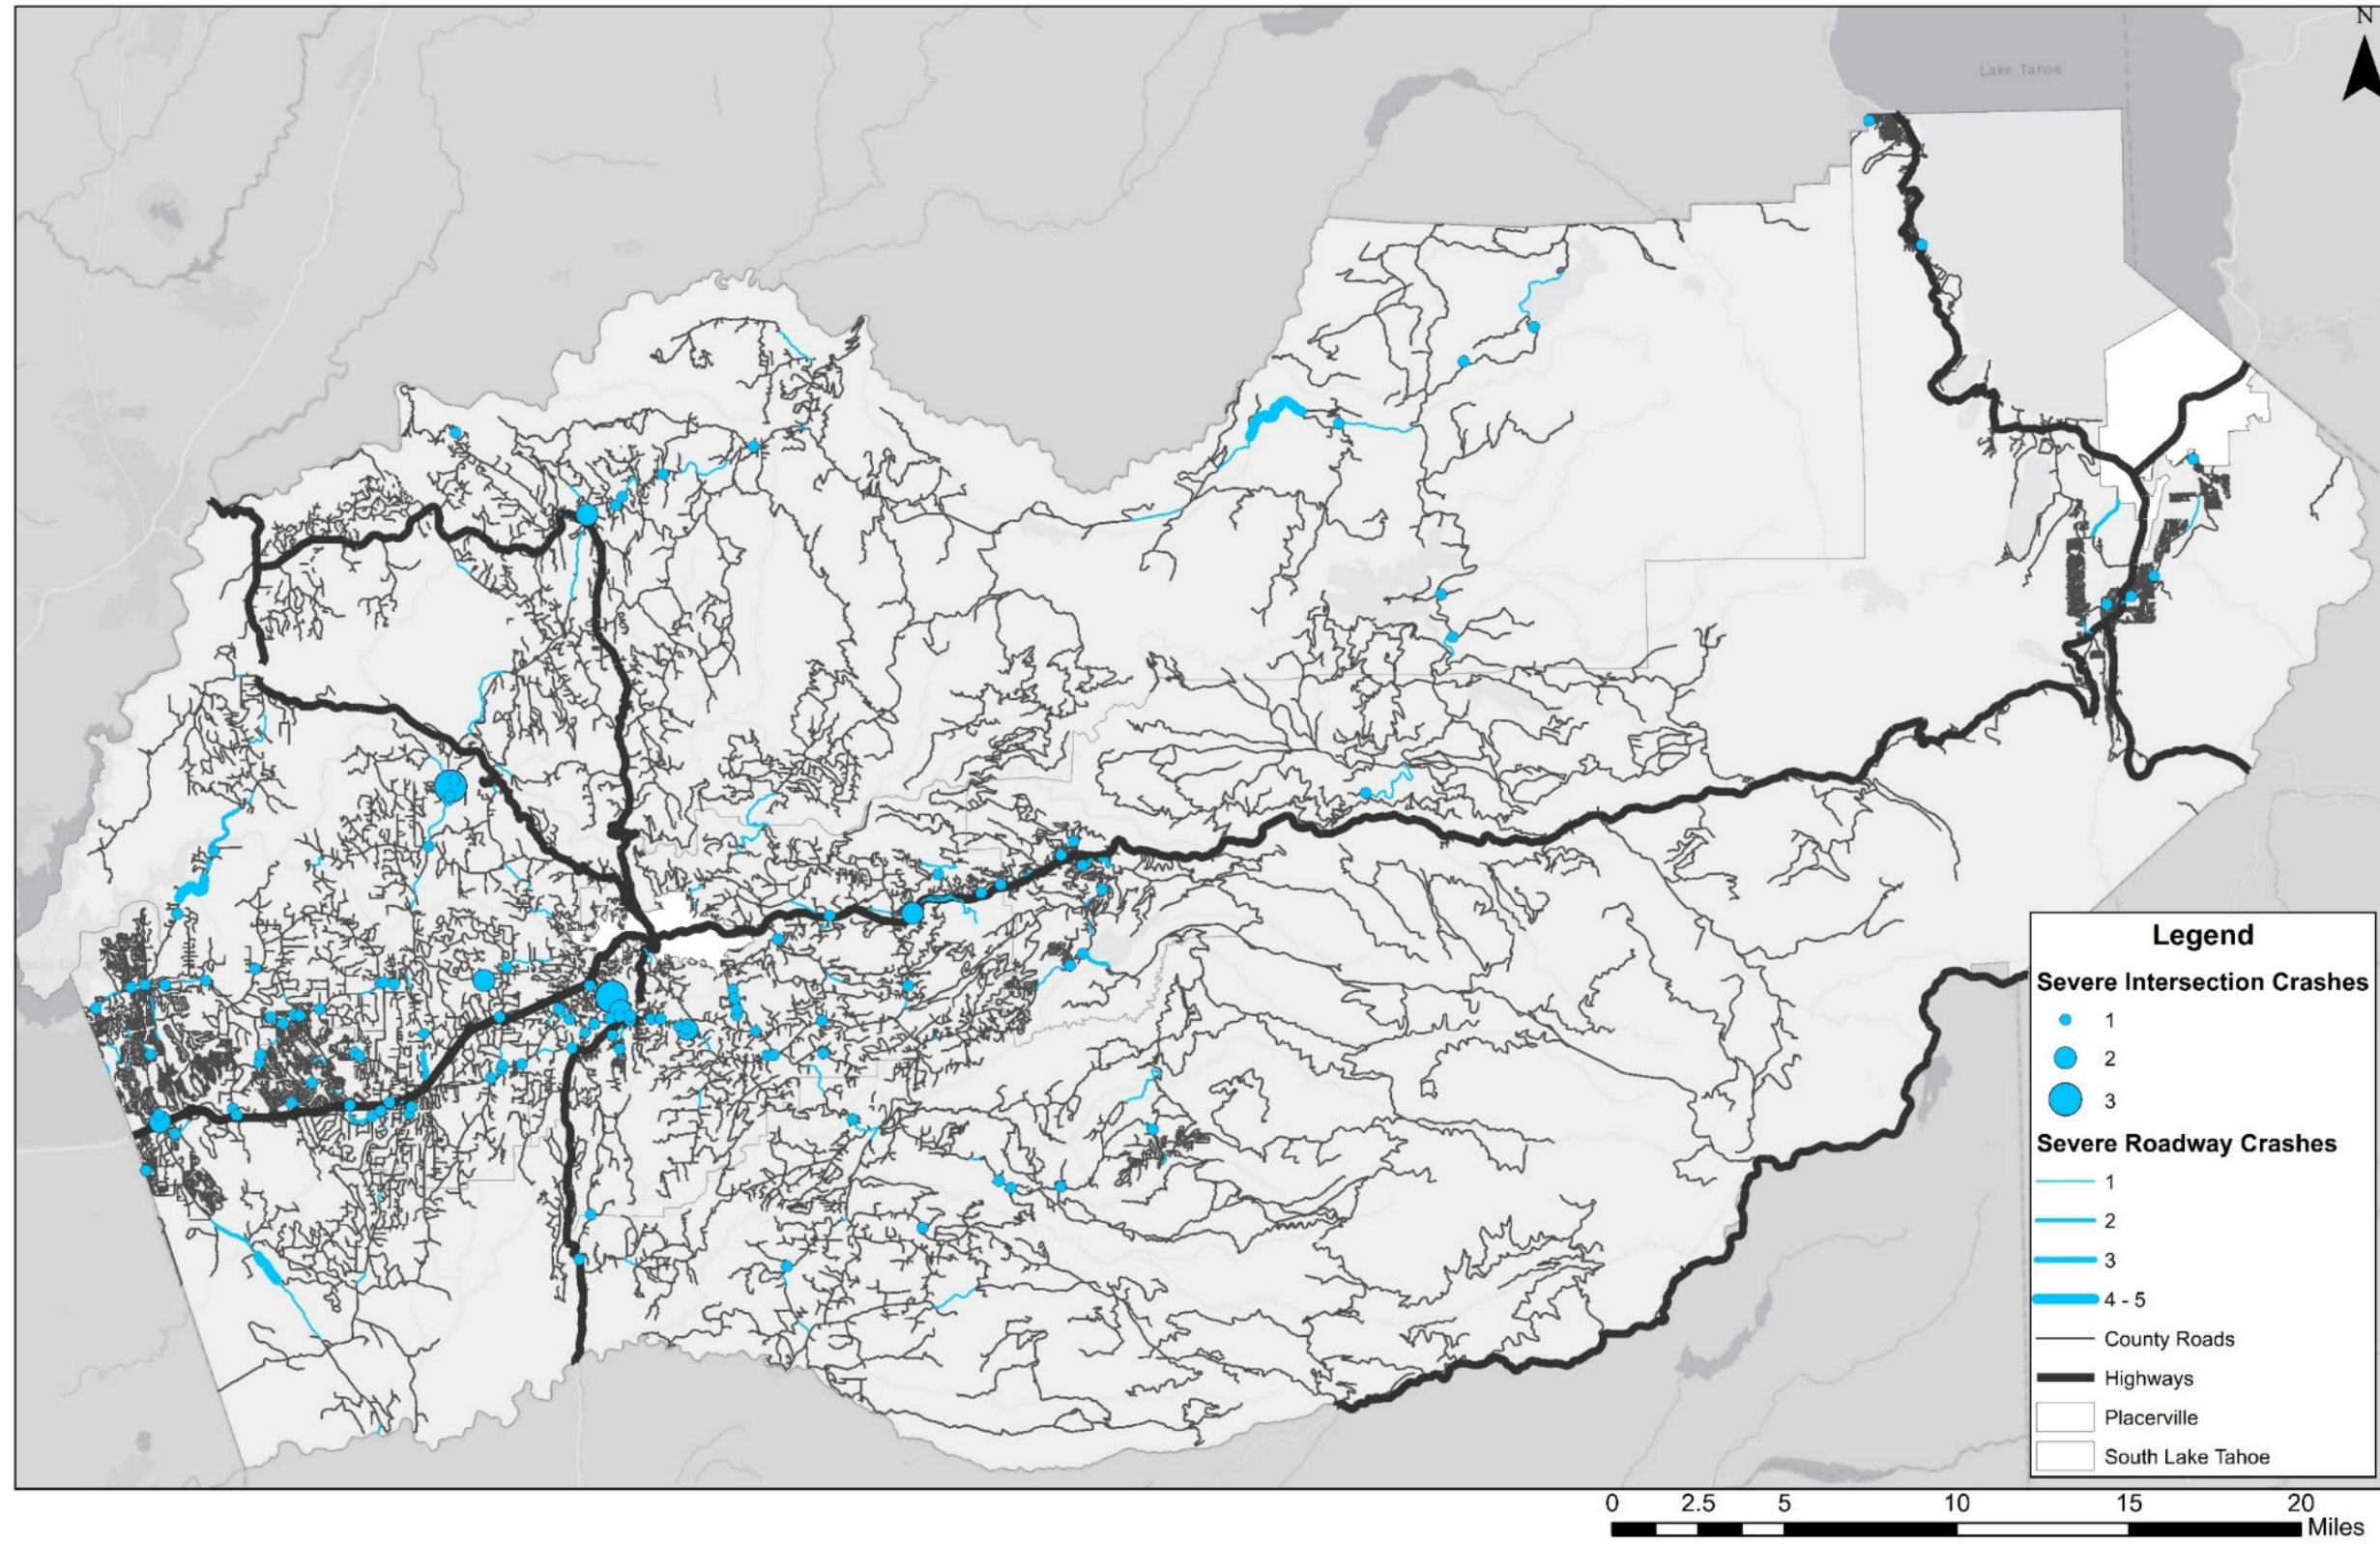 N
Lake Tahoe
Legend
Severe Intersection Crashes
1
2
3
Severe Roadway Crashes
1
2
3
4 - 5
County Roads
Highways
Placerville
South Lake Tahoe
0 2.5 5 10 15 20
Miles